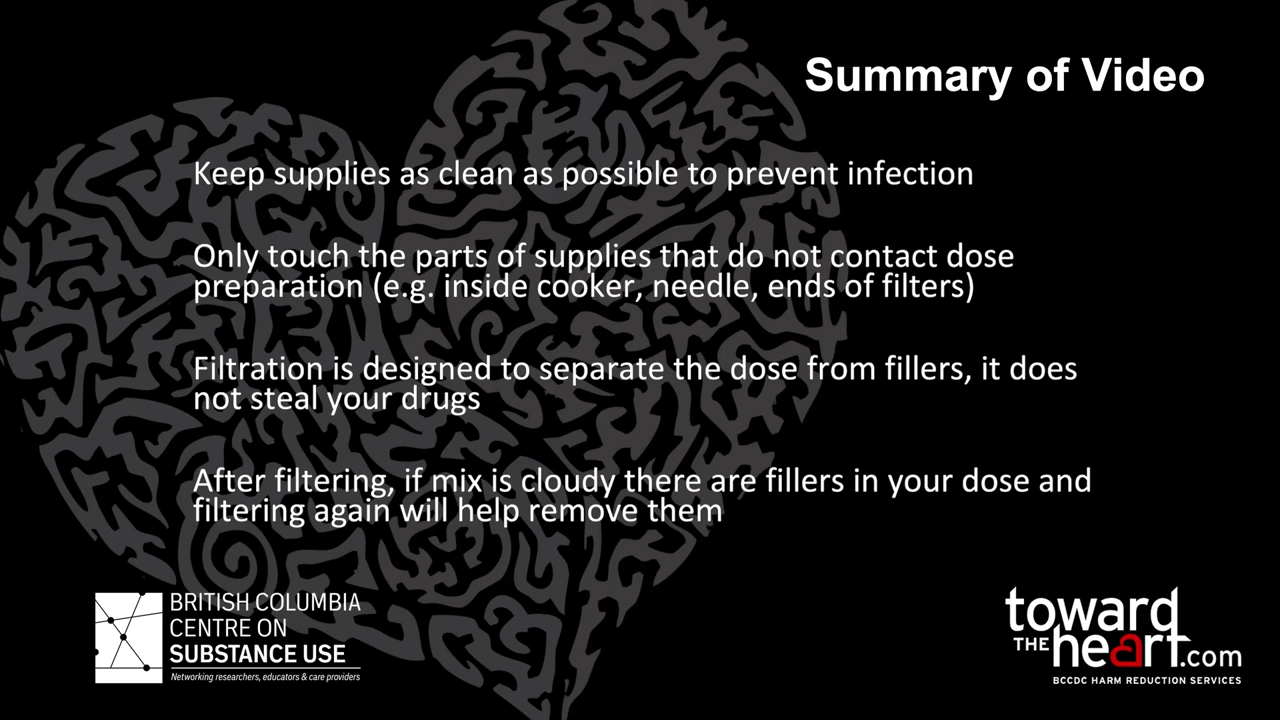 Summary of Video
Keep supplies as clean as possible to prevent infection
Only touch the parts of supplies that do not contact dose
preparation (e.g. inside cooker, needle, ends of filters)
Filtration is designed to separate the dose from fillers, it does
not steal your drugs
After filtering, if mix is cloudy there are fillers in your dose and
filtering again will help remove them
BRITISH COLUMBIA
CENTRE ON
SUBSTANCE USE
Networking researchers, educators & care providers
toward
THE heart.com
BCCDC HARM REDUCTION SERVICES